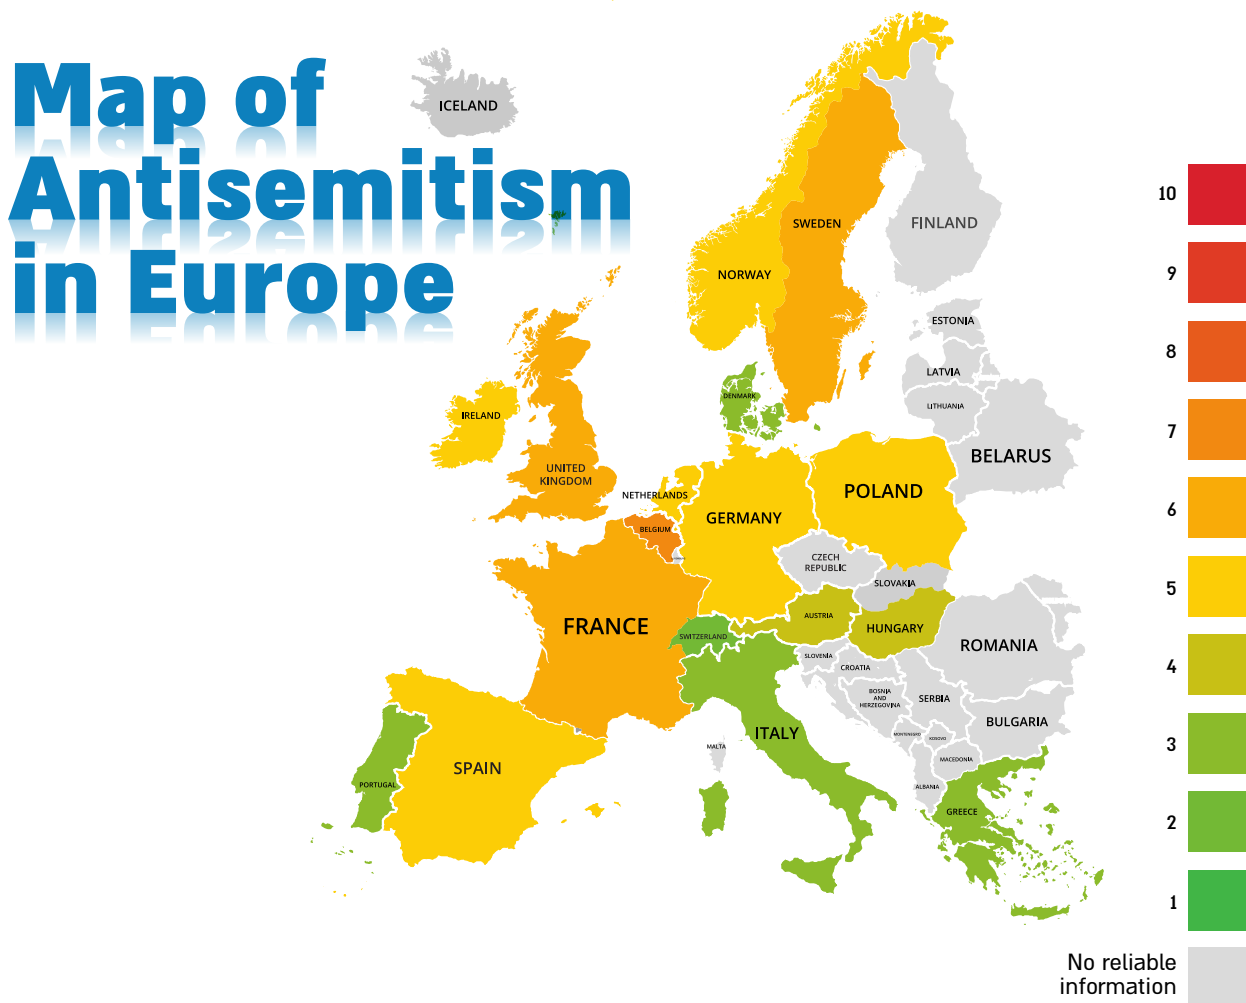 Map of
Antisemitism
in Europe
ICELAND
SWEDEN
FINLAND
NORWAY
ESTONIA
LATVIA
LITHUANIA
BELARUS
DENMARK
IRELAND
UNITED
KINGDOM
NETHERLANDS
BELGIUM
GERMANY
POLAND
CZECH
REPUBLIC
SLOVAKIA
AUSTRIA
HUNGARY
FRANCE
SWITZERLAND
SLOVENIA
CROATIA
ROMANIA
BOSNIA
AND
HERZEGOVINA
SERBIA
BULGARIA
MONTENEGRO
KOSOVO
MACEDONIA
ALBANIA
GREECE
ITALY
MALTA
SPAIN
PORTUGAL
10
9
8
7
6
5
4
3
2
1
No reliable
information